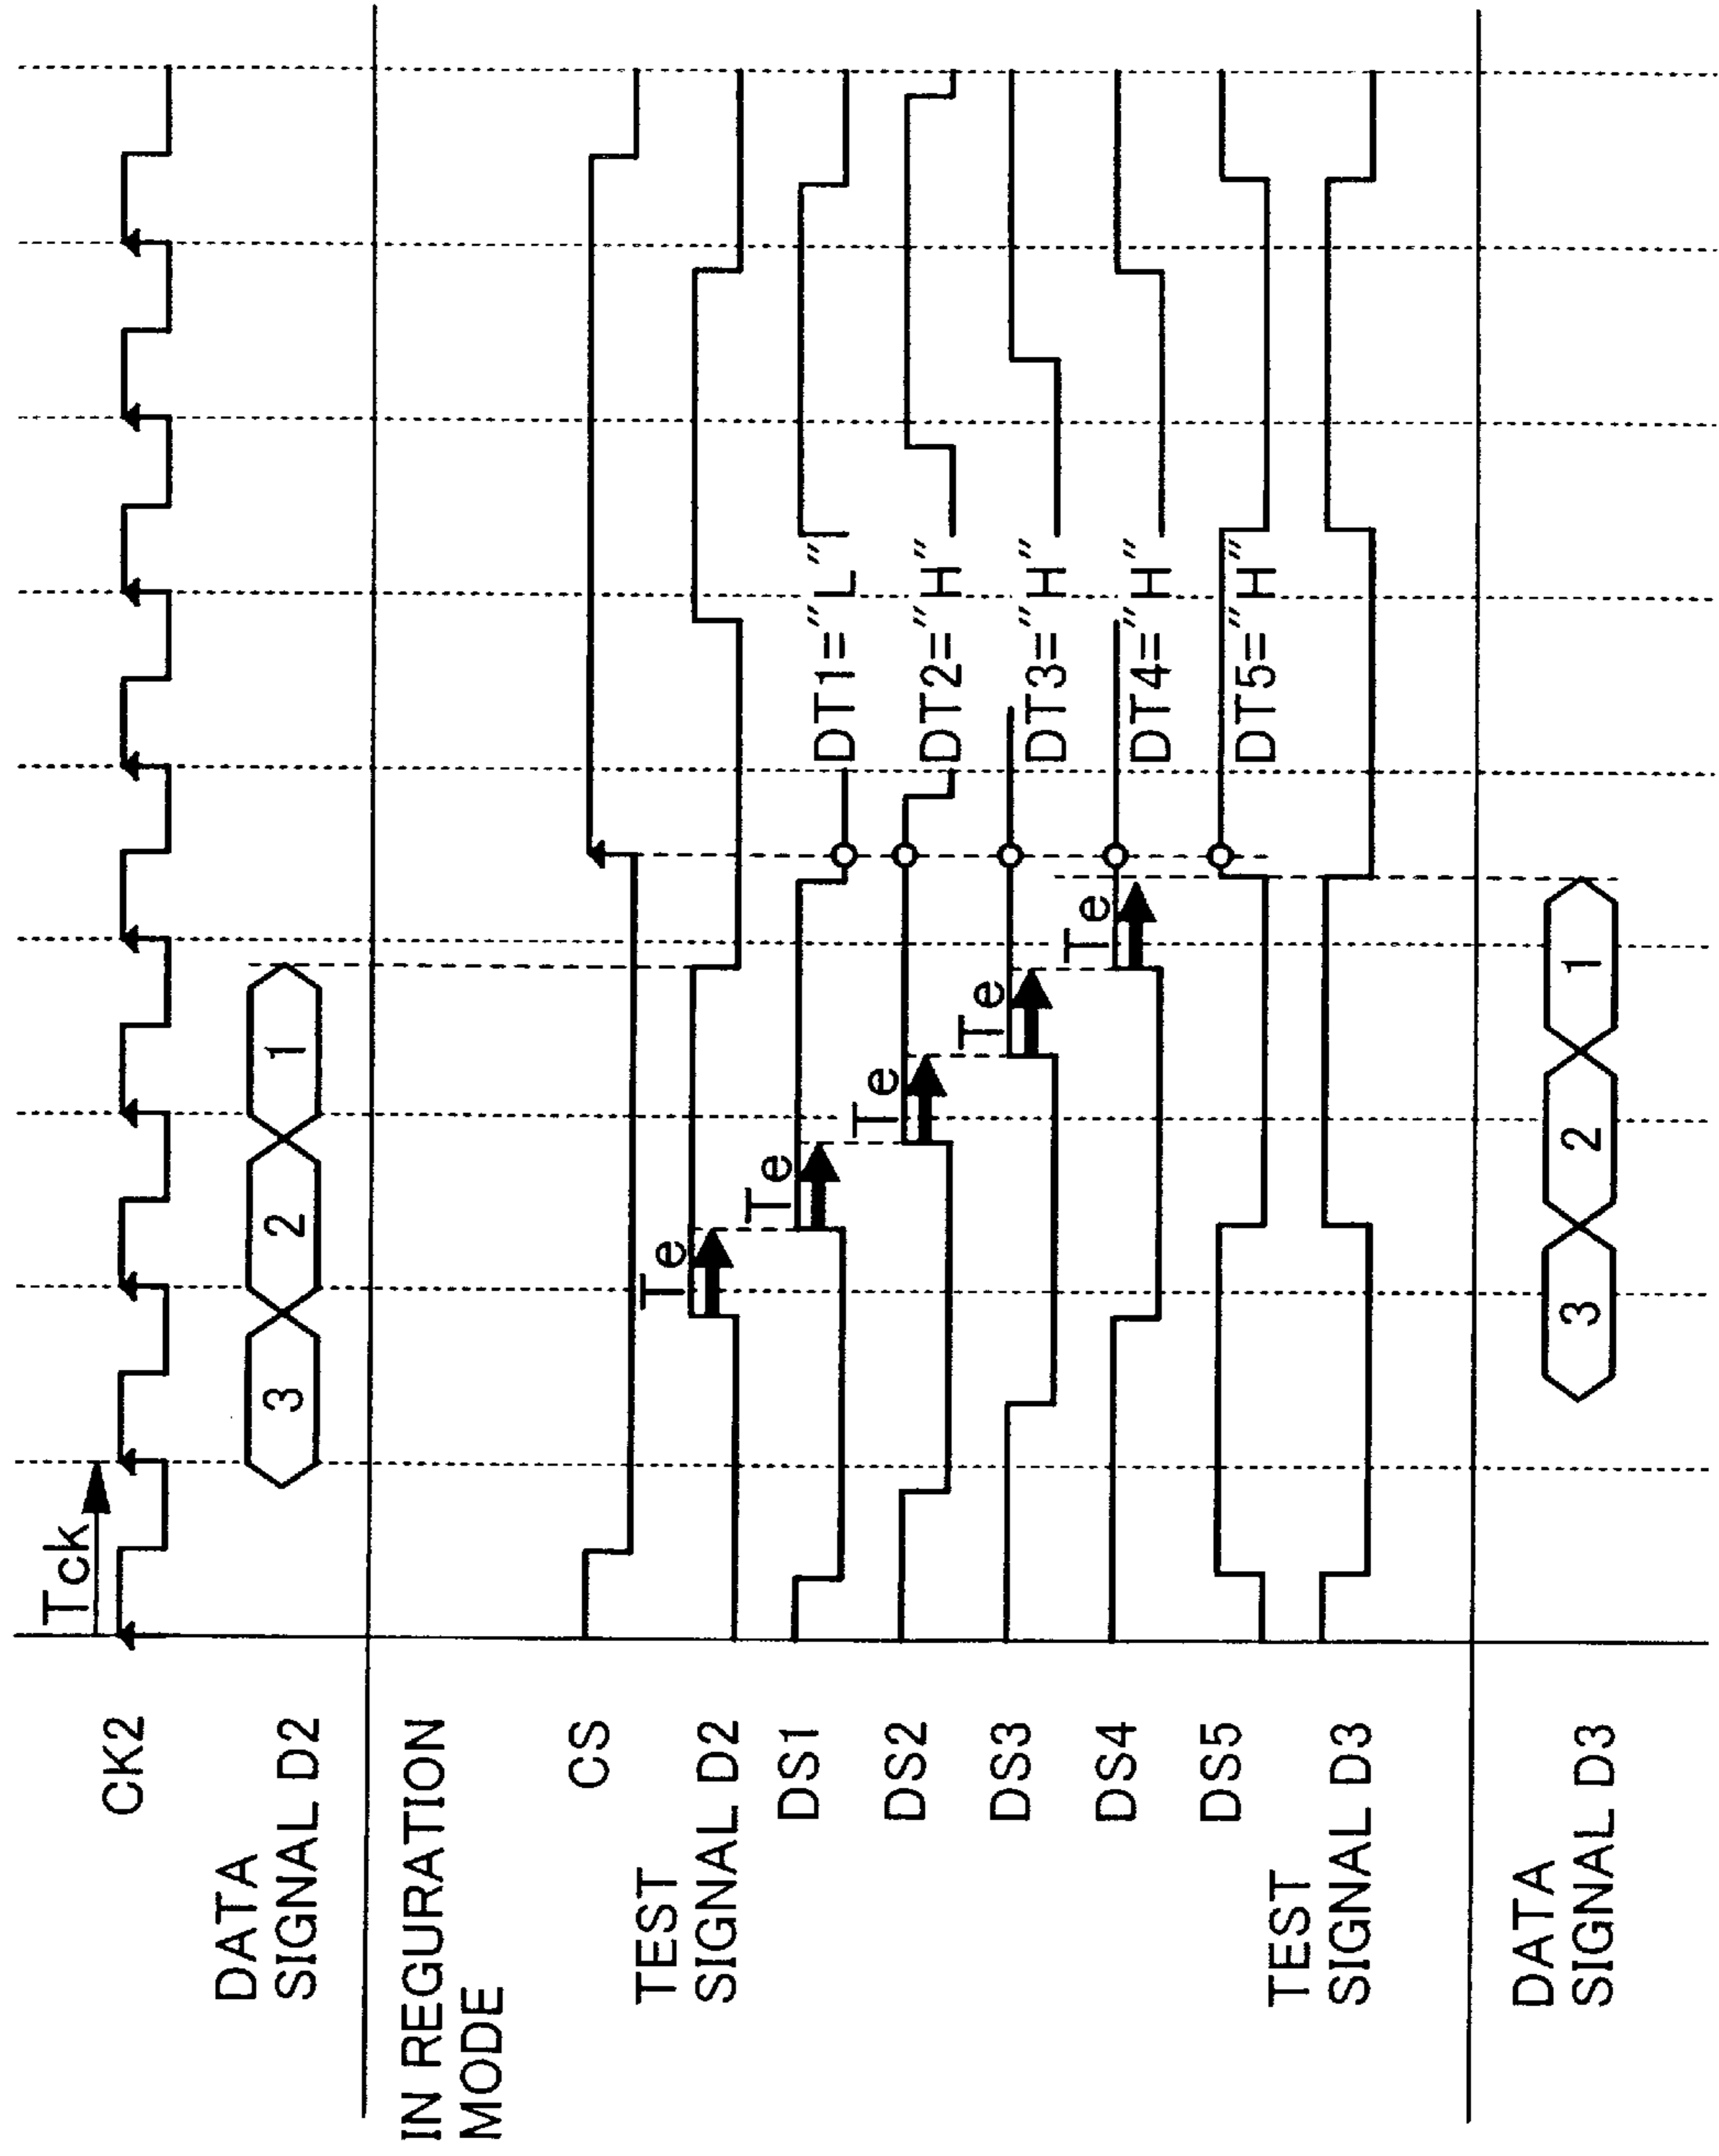 Tck
CK2
DATA
SIGNAL D2
3
2
1
IN REGURATION
MODE
CS
TEST
SIGNAL D2
Te
DS1
Te
DT1="L"
DS2
Te
DT2="H"
DS3
Te
DT3="H"
DS4
Te
DT4="H"
DS5
DT5="H"
TEST
SIGNAL D3
DATA
SIGNAL D3
3
2
1